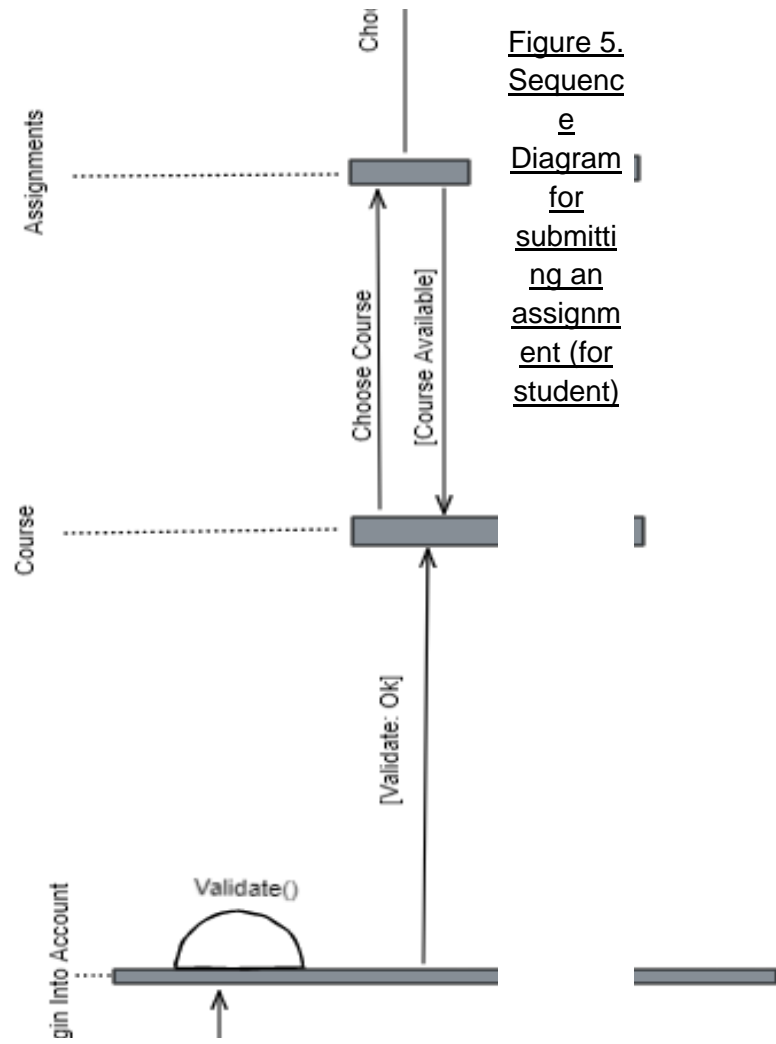 Cho
Figure 5.
Sequenc
e
Diagram
for
submitti
ng an
assignm
ent (for
student)
Assignments
Choose Course
[Course Available]
Course
[Validate: Ok]
Validate()
gin Into Account